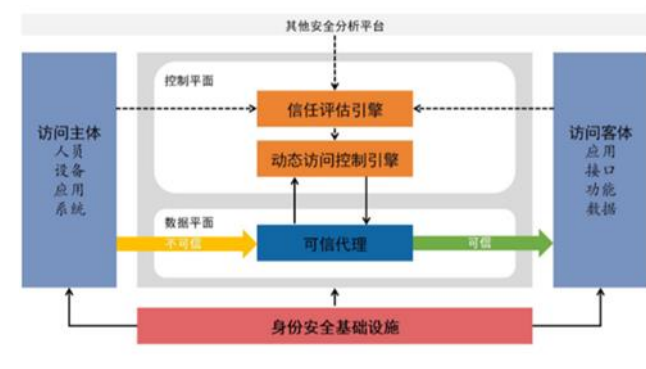 其他安全分析平台
控制平面
信任评估引擎
访问主体
人员
设备
应用
系统
动态访问控制引擎
访问客体
应用
接口
功能
数据
数据平面
不可信
可信代理
可信
身份安全基础设施